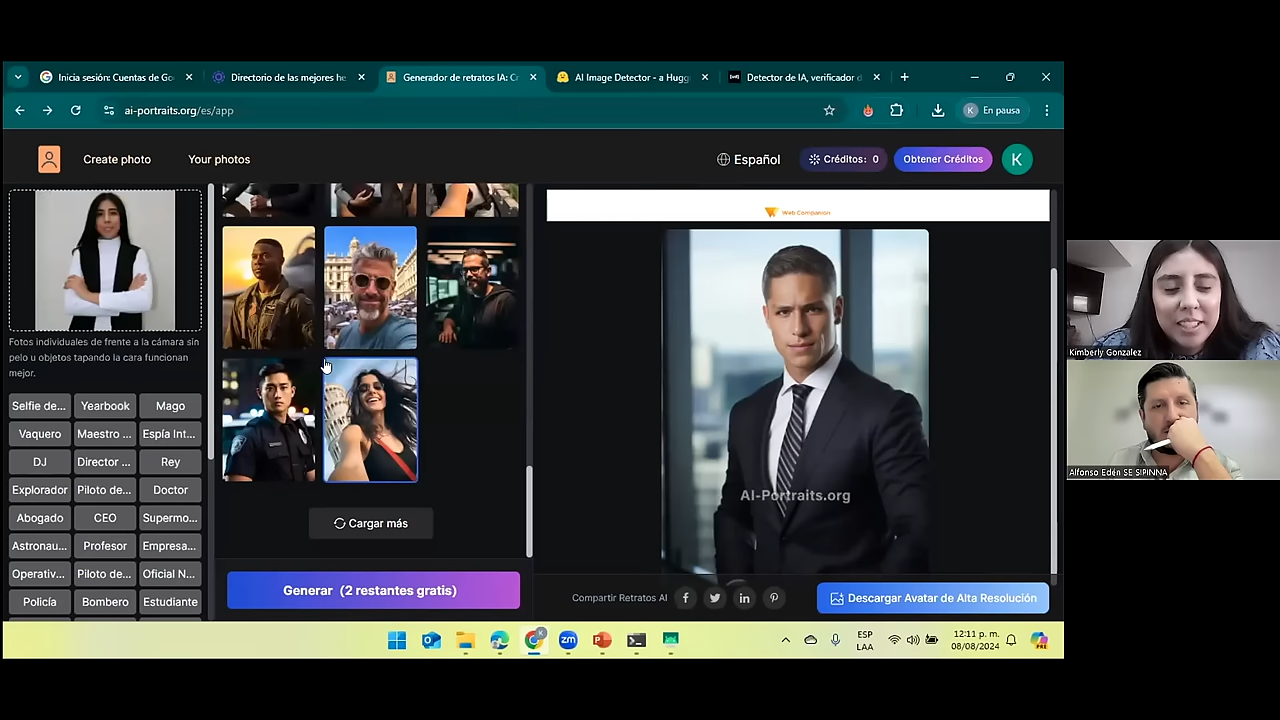 Inicia sesión: Cuentas de Go
Directorio de las mejores he
Generador de retratos IA: C
AI Image Detector - a Hugg
Detector de IA, verificador d
ai-portraits.org/es/app
K
En pausa
Create photo
Your photos
Español
Créditos: 0
Obtener Créditos
K
Web Companion
Fotos individuales de frente a la cámara sin
pelo u objetos tapando la cara funcionan
mejor.
Selfie de... Yearbook Mago
Vaquero Maestro ... Espía Int...
DJ Director ... Rey
Explorador Piloto de... Doctor
Abogado CEO Supermo...
Astronau... Profesor Empresa...
Operativ... Piloto de... Oficial N...
Policía Bombero Estudiante
Cargar más
Generar (2 restantes gratis)
AI-Portraits.org
Compartir Retratos AI
Descargar Avatar de Alta Resolución
Kimberly Gonzalez
Alfonso Edén SE SIPINNA
zm
ESP
LAA
12:11 p. m.
08/08/2024
PRE